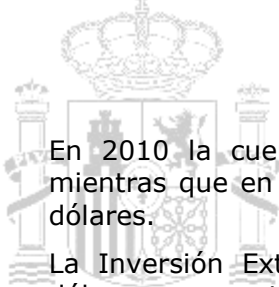 En 2010 la cue
mientras que en
dólares.
La Inversión Ext